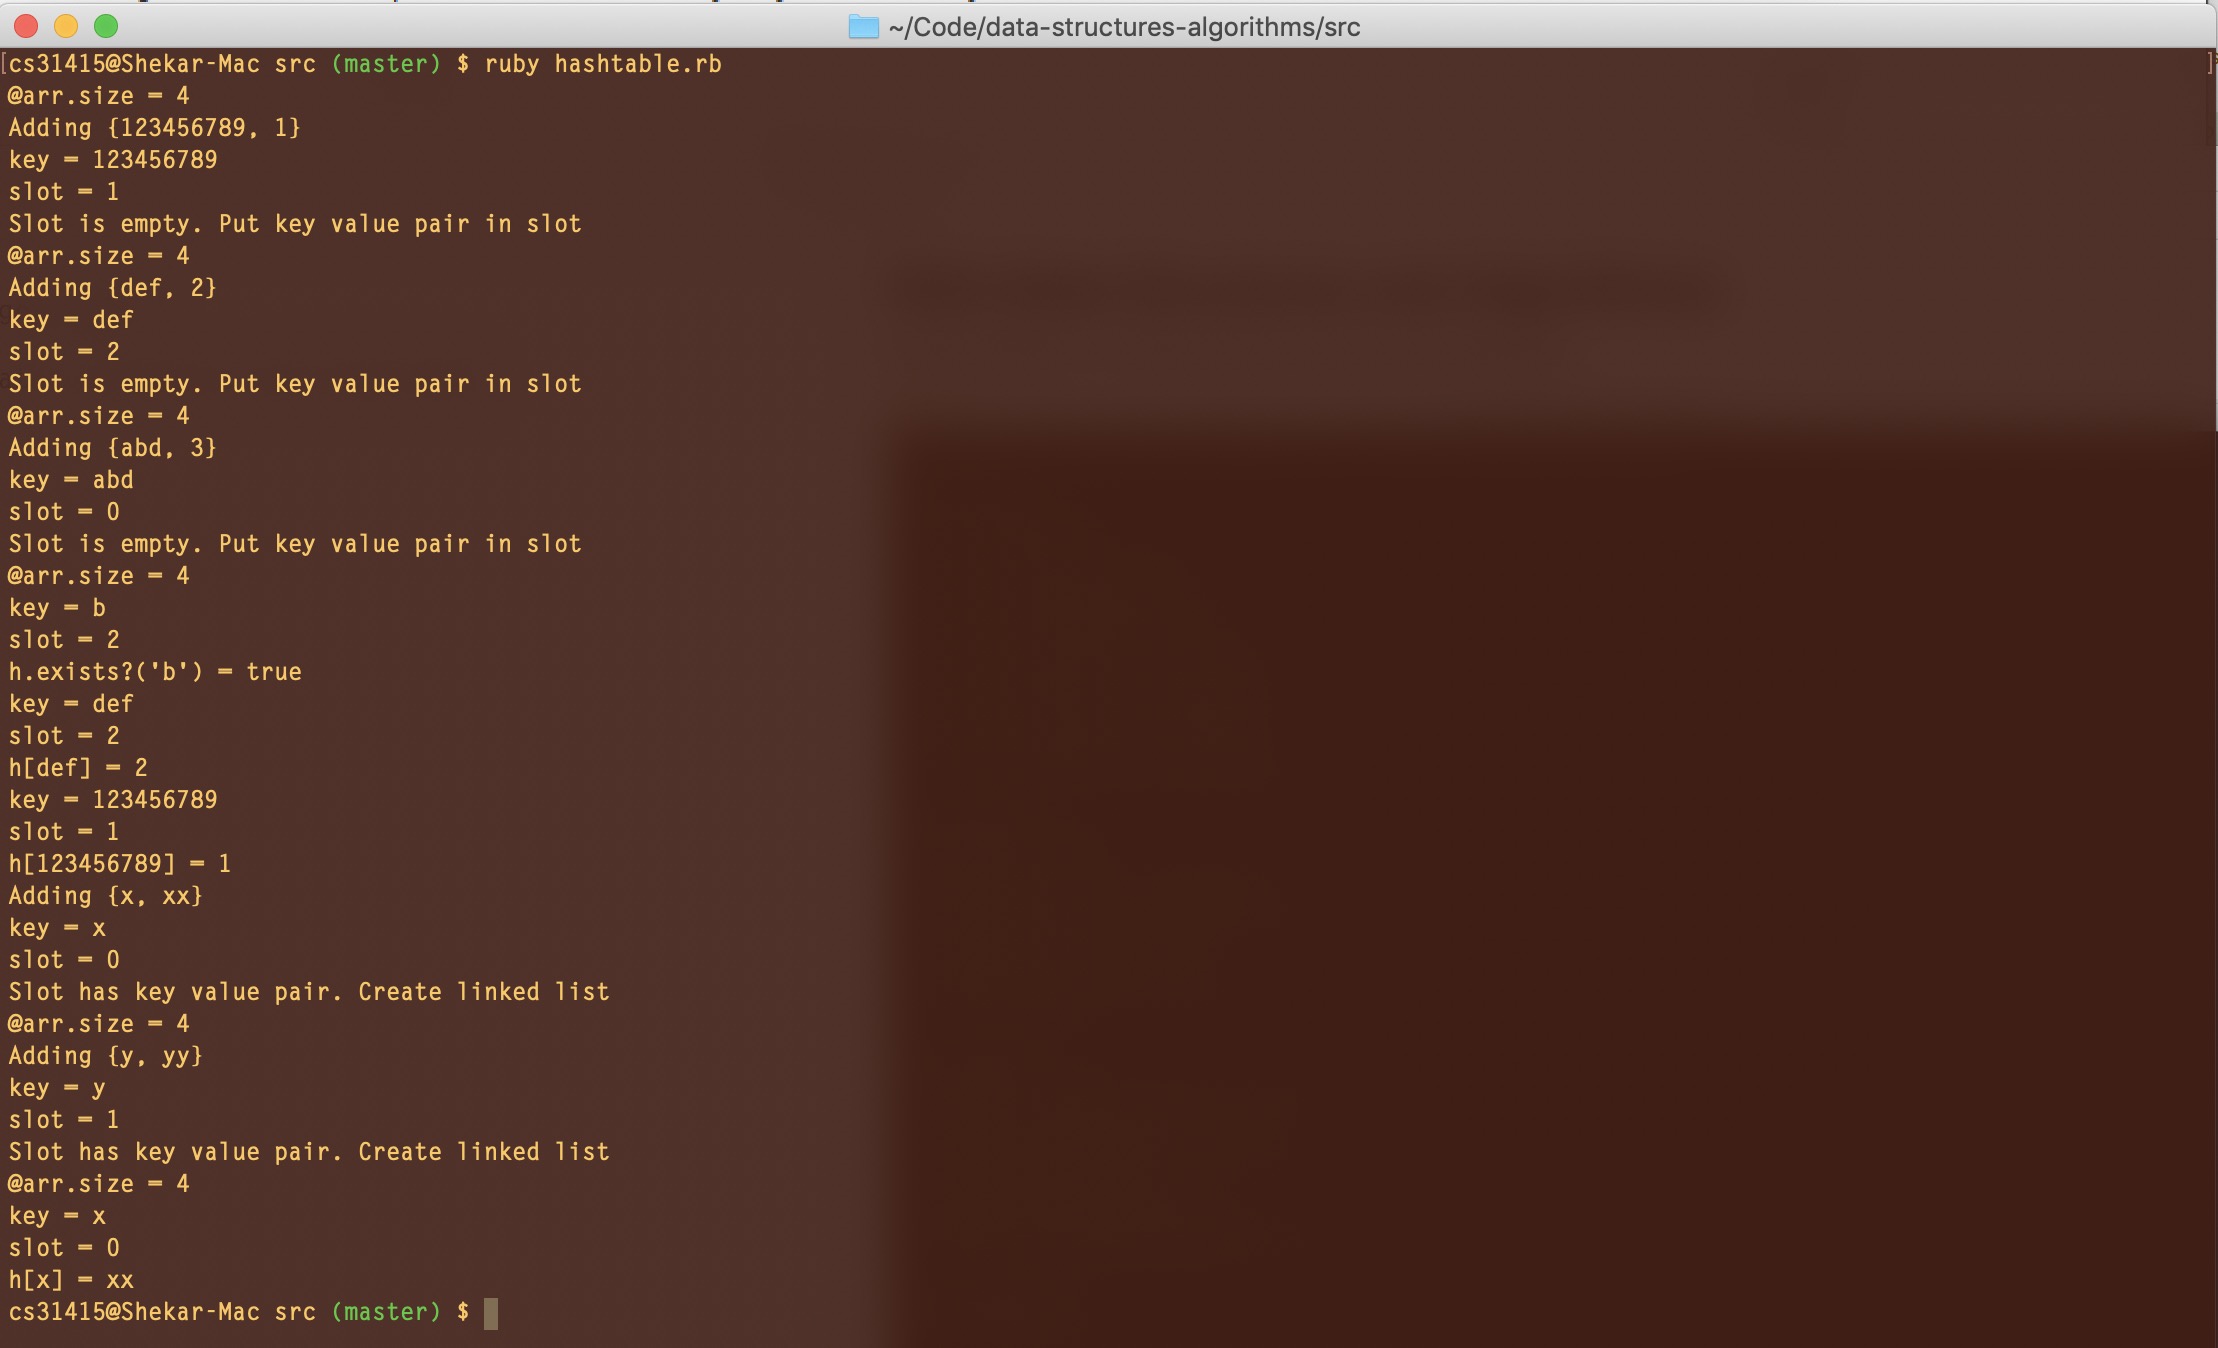 ~/Code/data-structures-algorithms/src
[cs31415@Shekar-Mac src (master) $ ruby hashtable.rb ]
@arr.size = 4
Adding {123456789, 1}
key = 123456789
slot = 1
Slot is empty. Put key value pair in slot
@arr.size = 4
Adding {def, 2}
key = def
slot = 2
Slot is empty. Put key value pair in slot
@arr.size = 4
Adding {abd, 3}
key = abd
slot = 0
Slot is empty. Put key value pair in slot
@arr.size = 4
key = b
slot = 2
h.exists?('b') = true
key = def
slot = 2
h[def] = 2
key = 123456789
slot = 1
h[123456789] = 1
Adding {x, xx}
key = x
slot = 0
Slot has key value pair. Create linked list
@arr.size = 4
Adding {y, yy}
key = y
slot = 1
Slot has key value pair. Create linked list
@arr.size = 4
key = x
slot = 0
h[x] = xx
cs31415@Shekar-Mac src (master) $